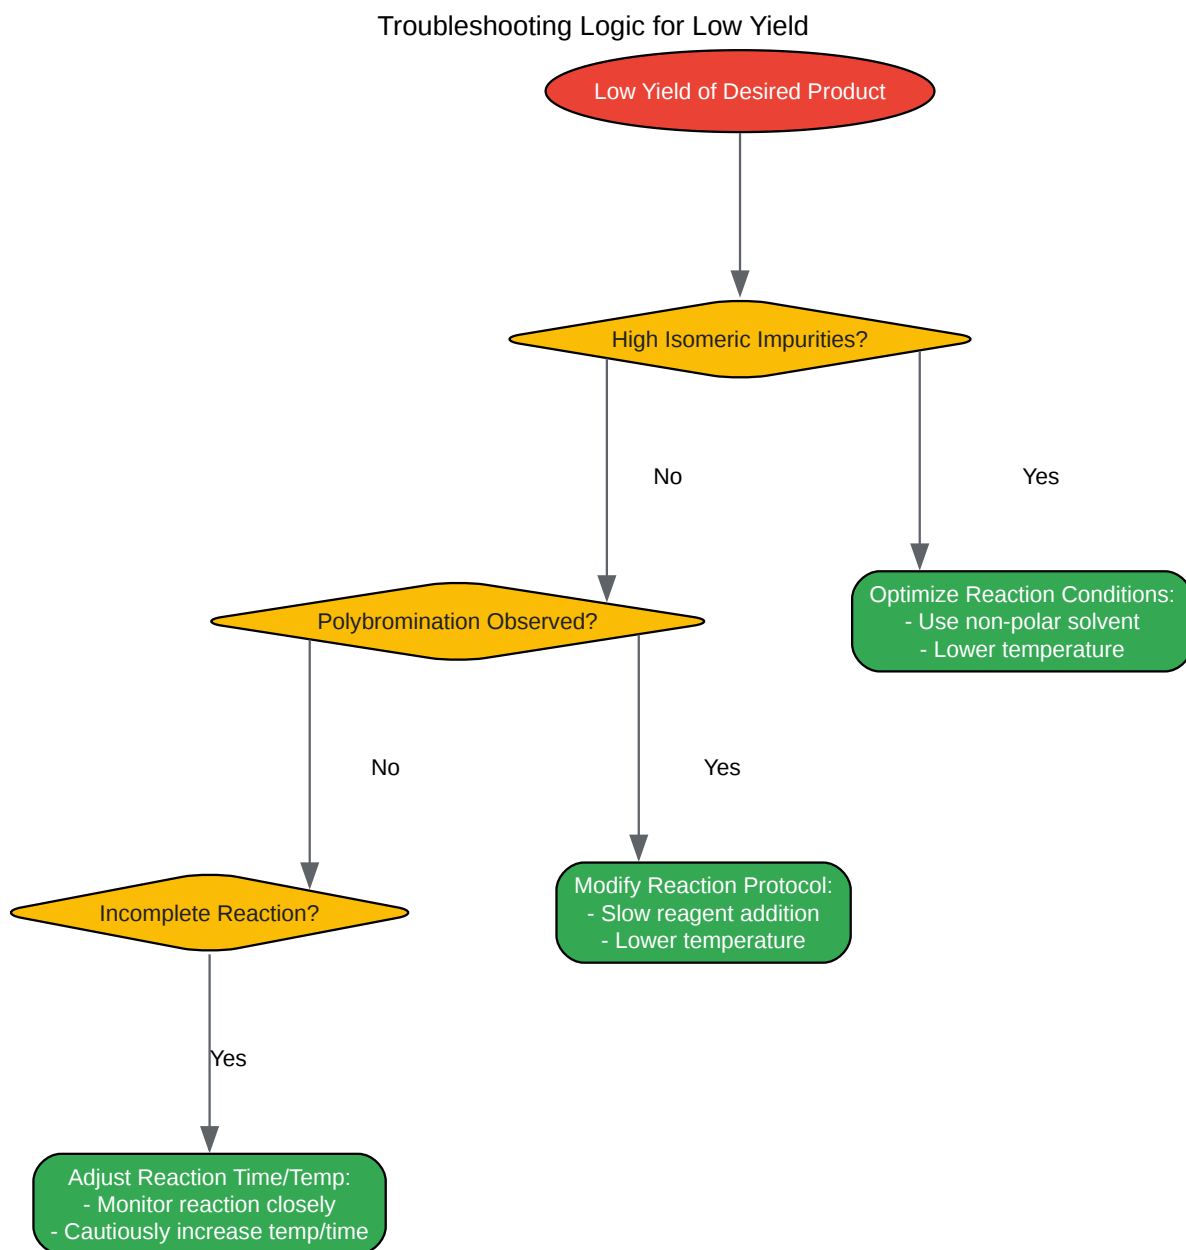 Troubleshooting Logic for Low Yield
Low Yield of Desired Product
High Isomeric Impurities?
No
Yes
Optimize Reaction Conditions:
- Use non-polar solvent
- Lower temperature
Polybromination Observed?
No
Yes
Modify Reaction Protocol:
- Slow reagent addition
- Lower temperature
Incomplete Reaction?
Yes
Adjust Reaction Time/Temp:
- Monitor reaction closely
- Cautiously increase temp/time